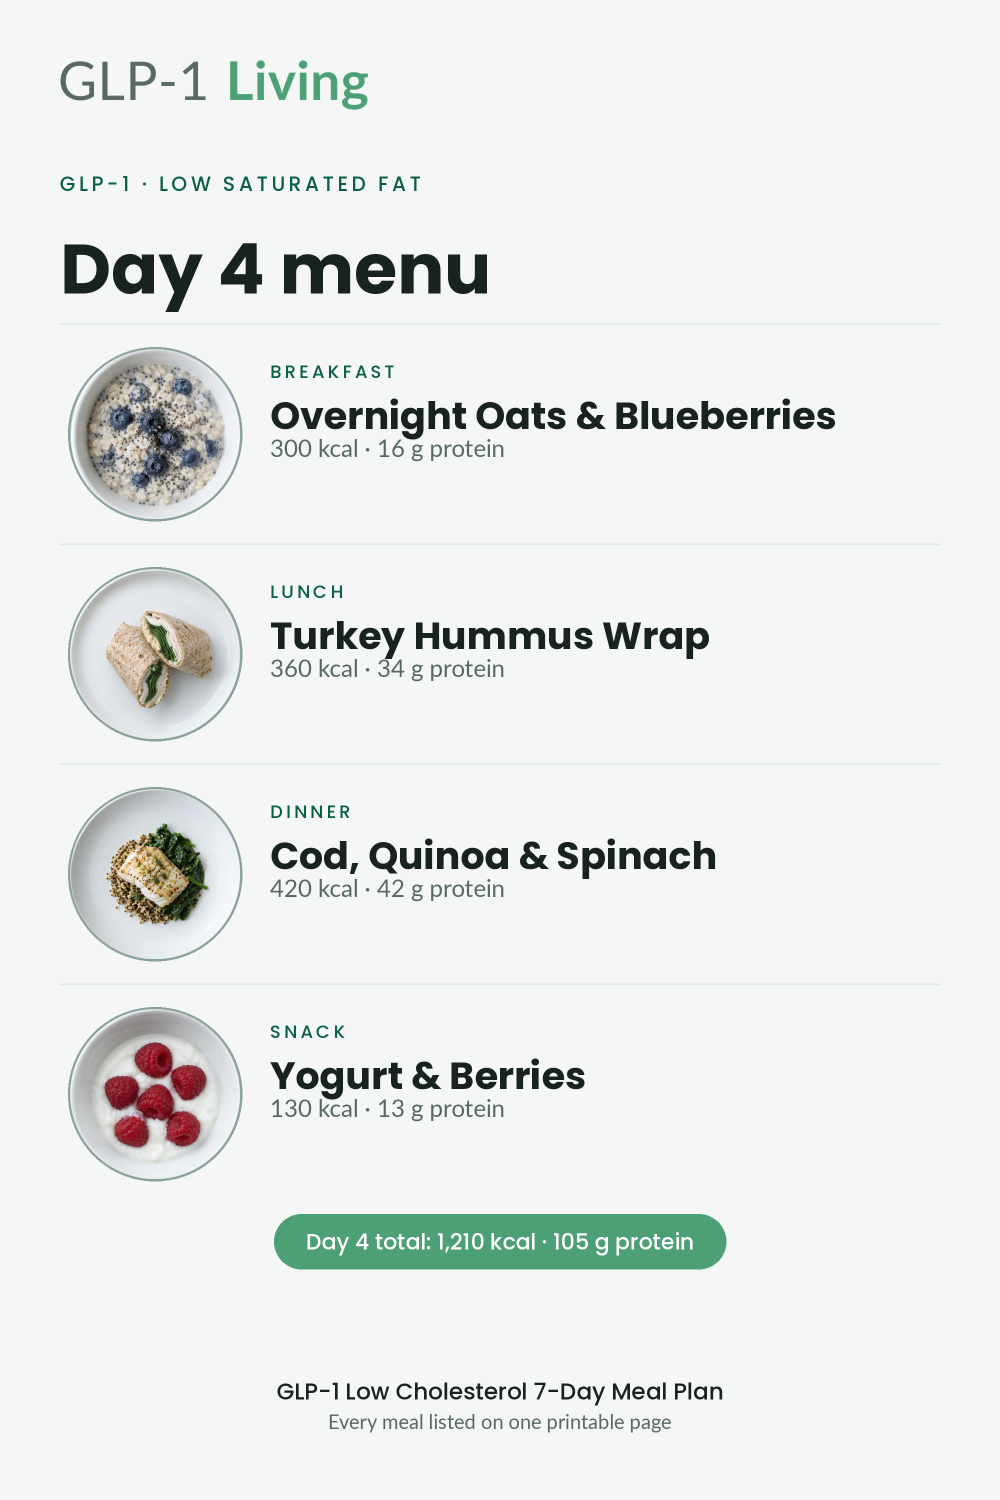 GLP-1 Living
GLP-1 · LOW SATURATED FAT
Day 4 menu
BREAKFAST
Overnight Oats & Blueberries
300 kcal · 16 g protein
LUNCH
Turkey Hummus Wrap
360 kcal · 34 g protein
DINNER
Cod, Quinoa & Spinach
420 kcal · 42 g protein
SNACK
Yogurt & Berries
130 kcal · 13 g protein
Day 4 total: 1,210 kcal · 105 g protein
GLP-1 Low Cholesterol 7-Day Meal Plan
Every meal listed on one printable page